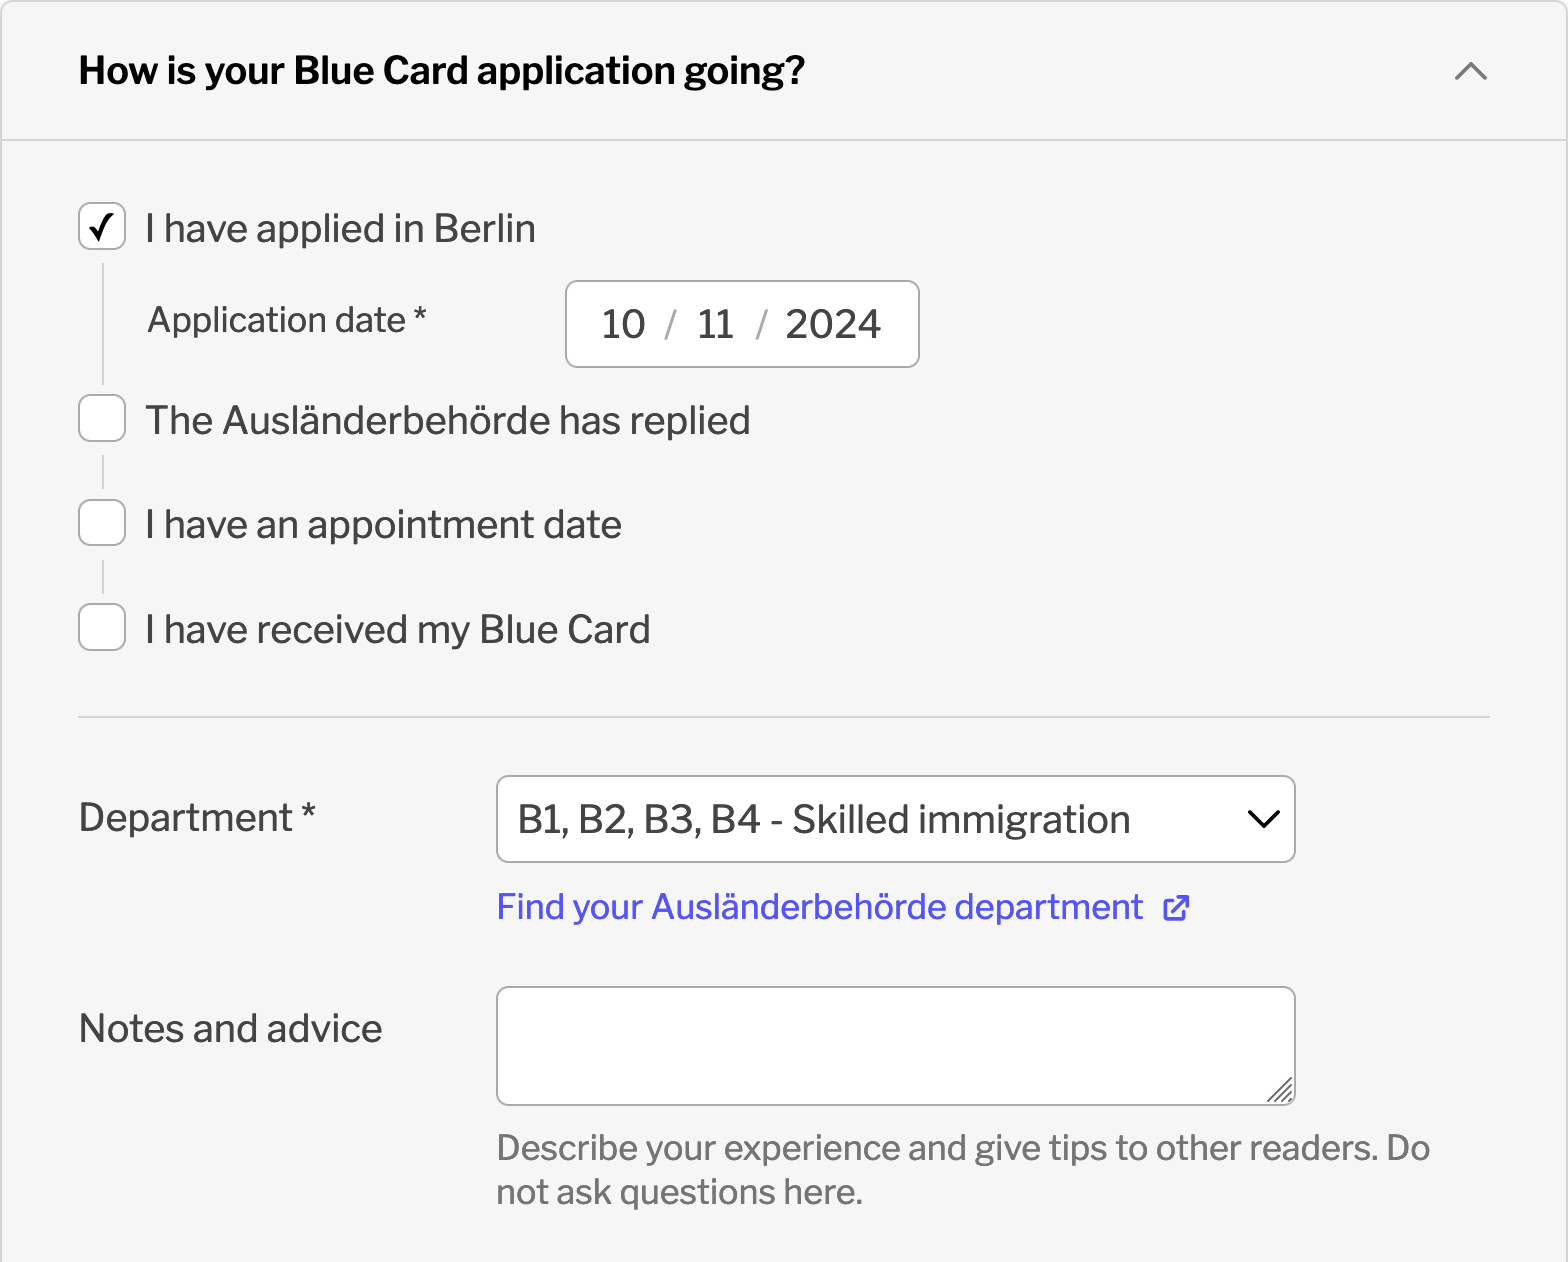 How is your Blue Card application going?
I have applied in Berlin
Application date * 10 / 11 / 2024
The Ausländerbehörde has replied
I have an appointment date
I have received my Blue Card
Department * B1, B2, B3, B4 - Skilled immigration
Find your Ausländerbehörde department
Notes and advice
Describe your experience and give tips to other readers. Do
not ask questions here.